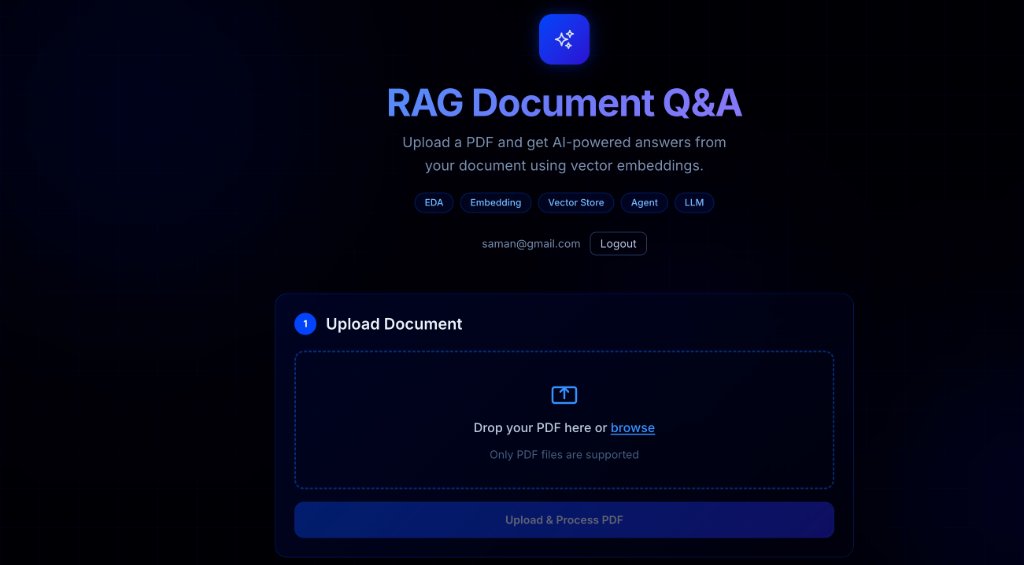 RAG Document Q&A
Upload a PDF and get AI-powered answers from
your document using vector embeddings.
EDA Embedding Vector Store Agent LLM
saman@gmail.com Logout
1 Upload Document
Drop your PDF here or browse
Only PDF files are supported
Upload & Process PDF